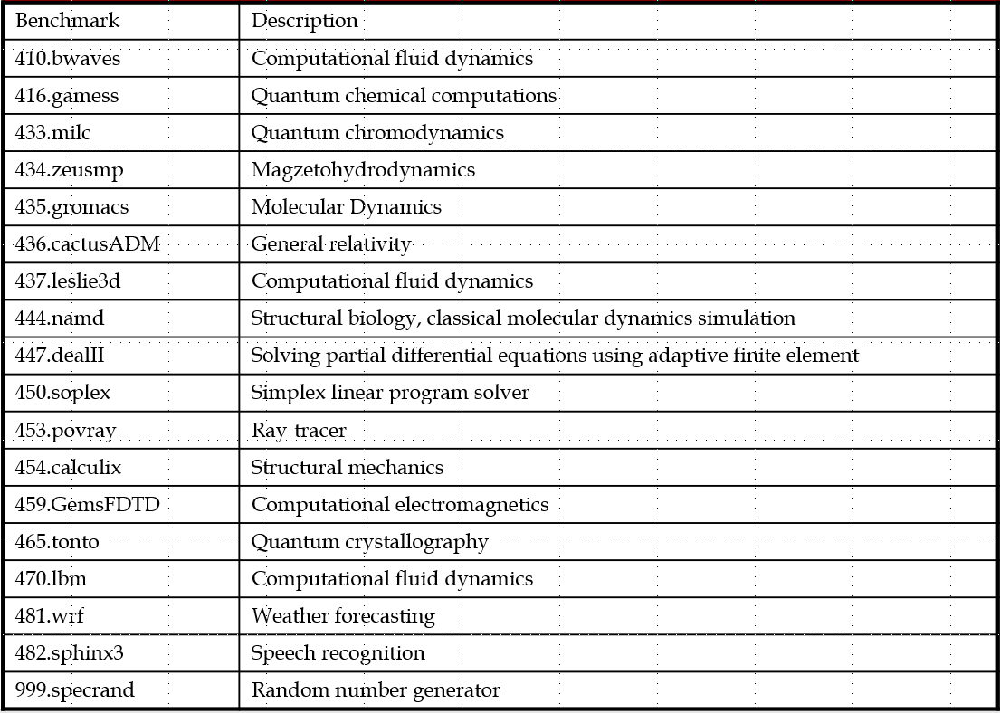 Benchmark Description
410.bwaves Computational fluid dynamics
416.gamess Quantum chemical computations
433.milc Quantum chromodynamics
434.zeusmp Magzetohydrodynamics
435.gromacs Molecular Dynamics
436.cactusADM General relativity
437.leslie3d Computational fluid dynamics
444.namd Structural biology, classical molecular dynamics simulation
447.dealII Solving partial differential equations using adaptive finite element
450.soplex Simplex linear program solver
453.povray Ray-tracer
454.calculix Structural mechanics
459.GemsFDTD Computational electromagnetics
465.tonto Quantum crystallography
470.lbm Computational fluid dynamics
481.wrf Weather forecasting
482.sphinx3 Speech recognition
999.specrand Random number generator